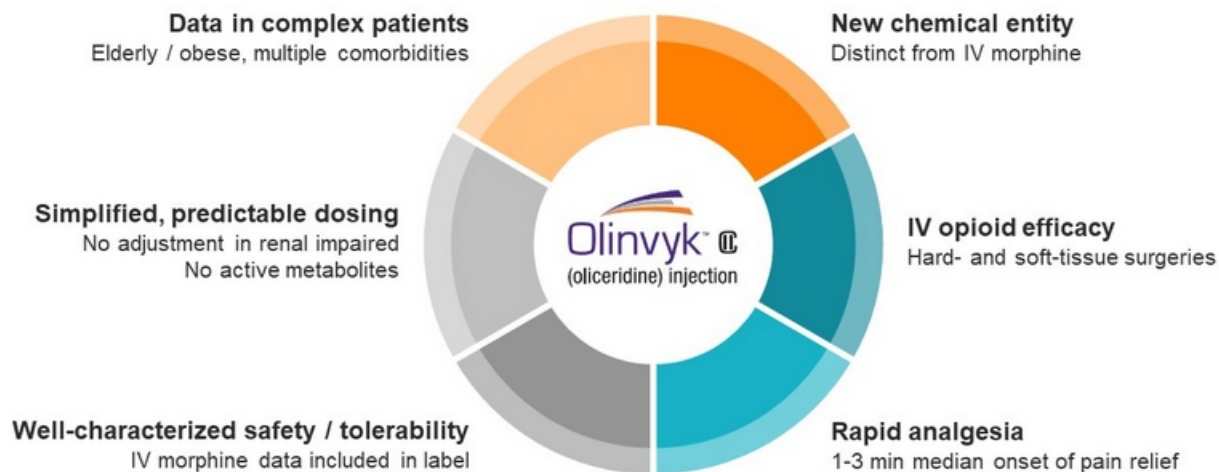 Data in complex patients
Elderly / obese, multiple comorbidities
New chemical entity
Distinct from IV morphine
Simplified, predictable dosing
No adjustment in renal impaired
No active metabolites
Olinvyk™ CII
(oliceridine) injection
IV opioid efficacy
Hard- and soft-tissue surgeries
Well-characterized safety / tolerability
IV morphine data included in label
Rapid analgesia
1-3 min median onset of pain relief